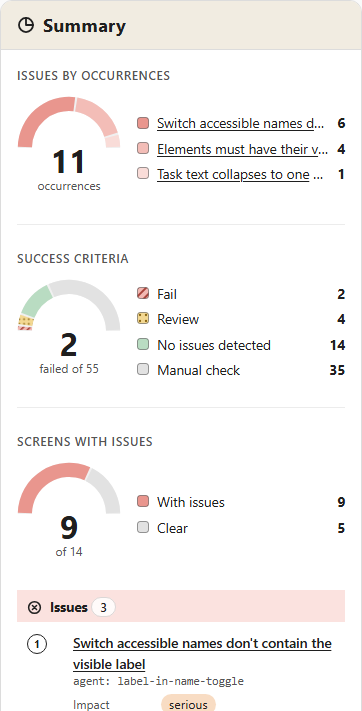 Summary
ISSUES BY OCCURRENCES
11
occurrences
Switch accessible names d... 6
Elements must have their v... 4
Task text collapses to one ... 1
SUCCESS CRITERIA
2
failed of 55
Fail 2
Review 4
No issues detected 14
Manual check 35
SCREENS WITH ISSUES
9
of 14
With issues 9
Clear 5
Issues 3
1 Switch accessible names don't contain the
visible label
agent: label-in-name-toggle
Impact serious